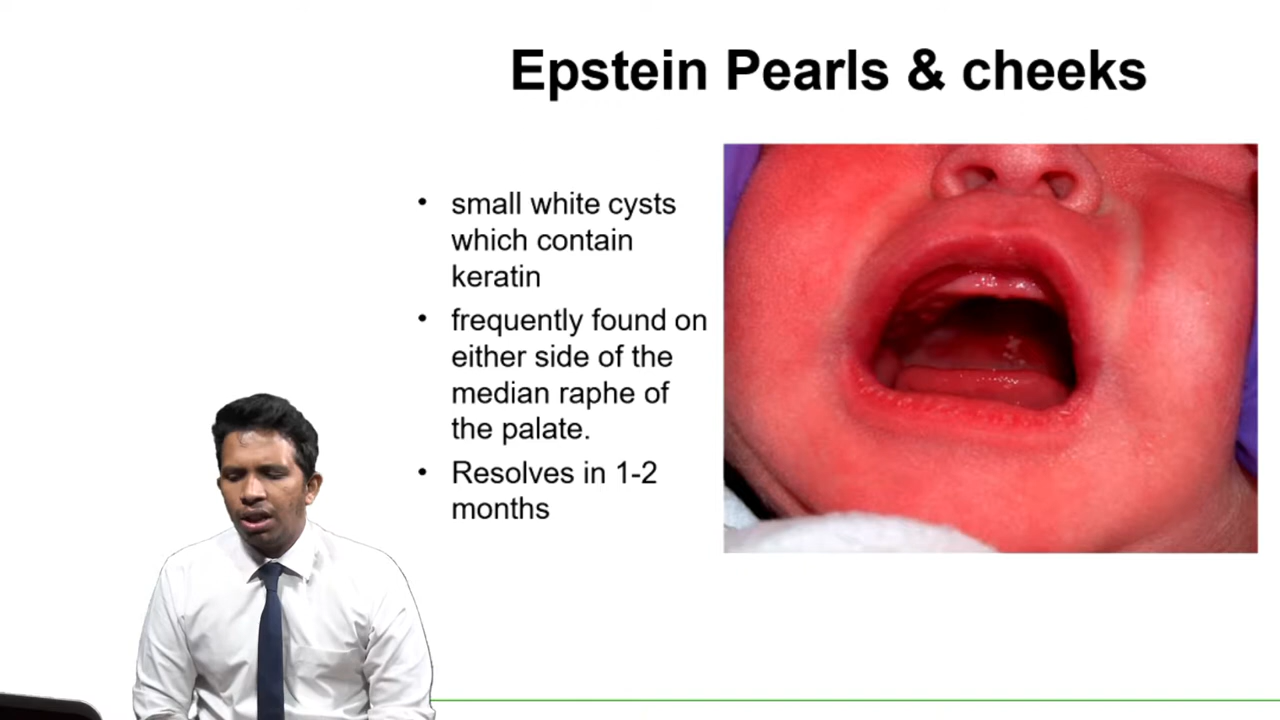 Epstein Pearls & cheeks
• small white cysts
which contain
keratin
• frequently found on
either side of the
median raphe of
the palate.
• Resolves in 1-2
months